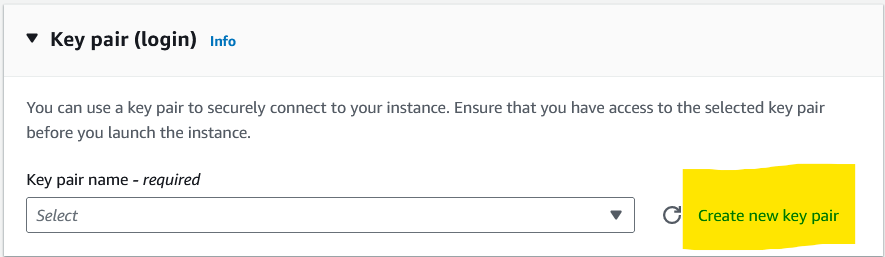 Key pair (login) Info
You can use a key pair to securely connect to your instance. Ensure that you have access to the selected key pair
before you launch the instance.
Key pair name - required
Select
Create new key pair